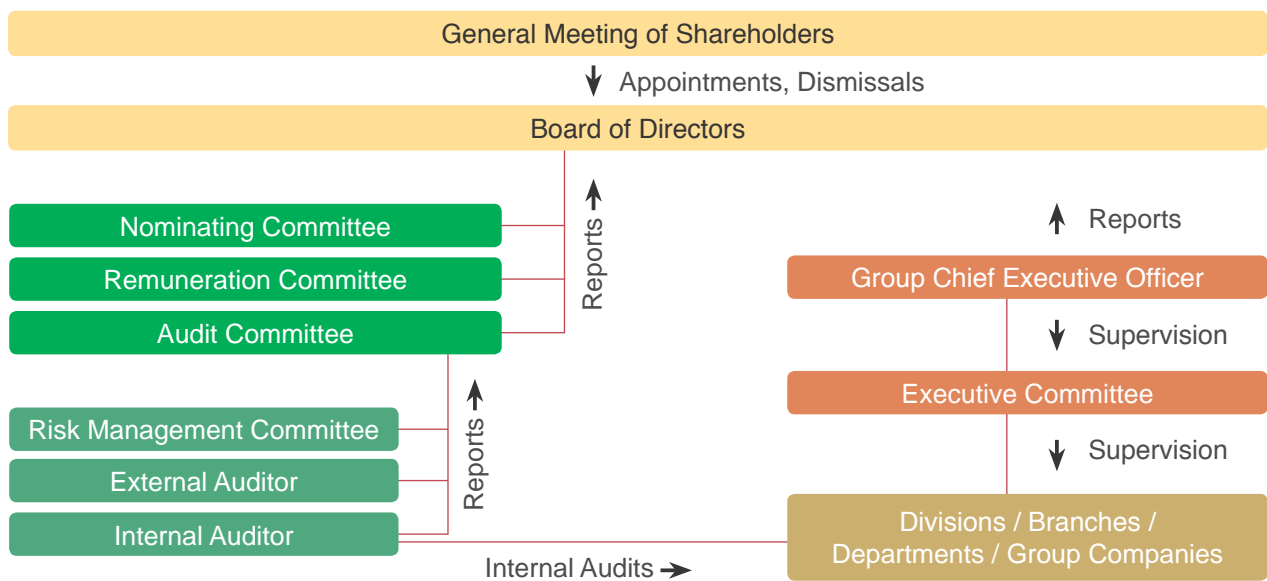 General Meeting of Shareholders
Appointments, Dismissals
Board of Directors
Nominating Committee
Remuneration Committee
Audit Committee
Reports
Risk Management Committee
External Auditor
Internal Auditor
Reports
Internal Audits
Reports
Group Chief Executive Officer
Supervision
Executive Committee
Supervision
Divisions / Branches /
Departments / Group Companies